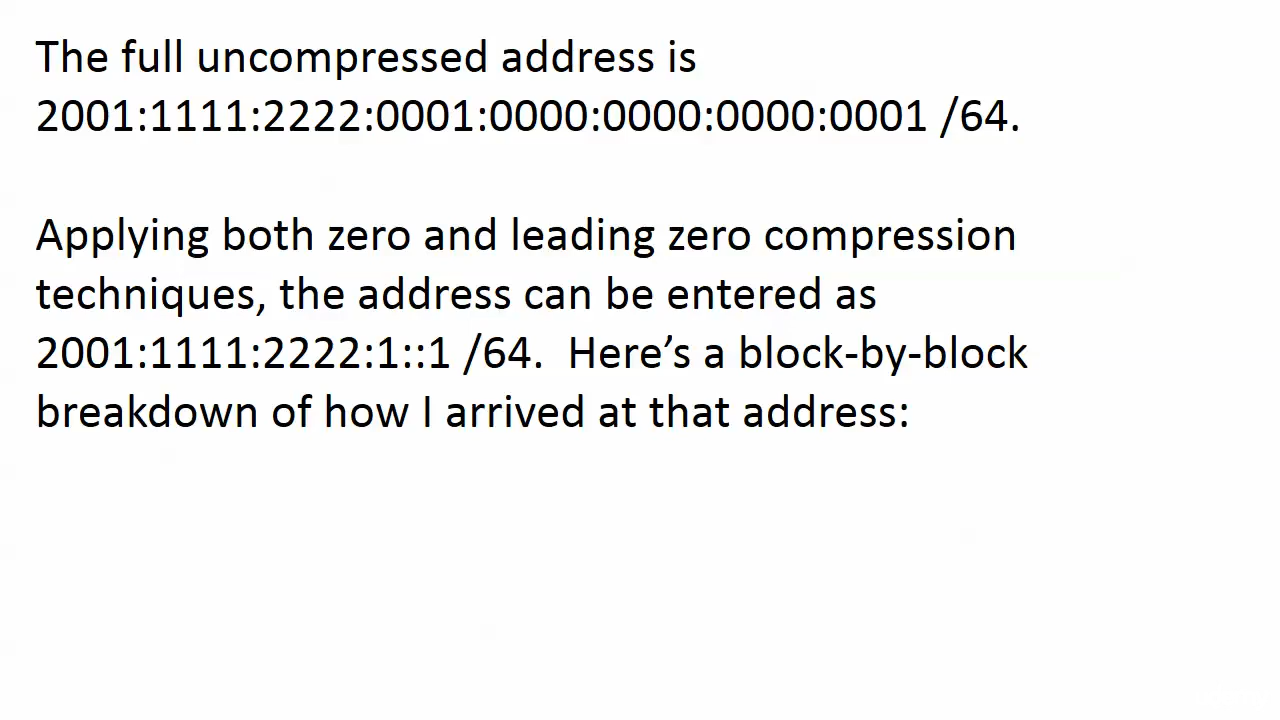 The full uncompressed address is
2001:1111:2222:0001:0000:0000:0000:0001 /64.
Applying both zero and leading zero compression
techniques, the address can be entered as
2001:1111:2222:1::1 /64.  Here’s a block-by-block
breakdown of how I arrived at that address: